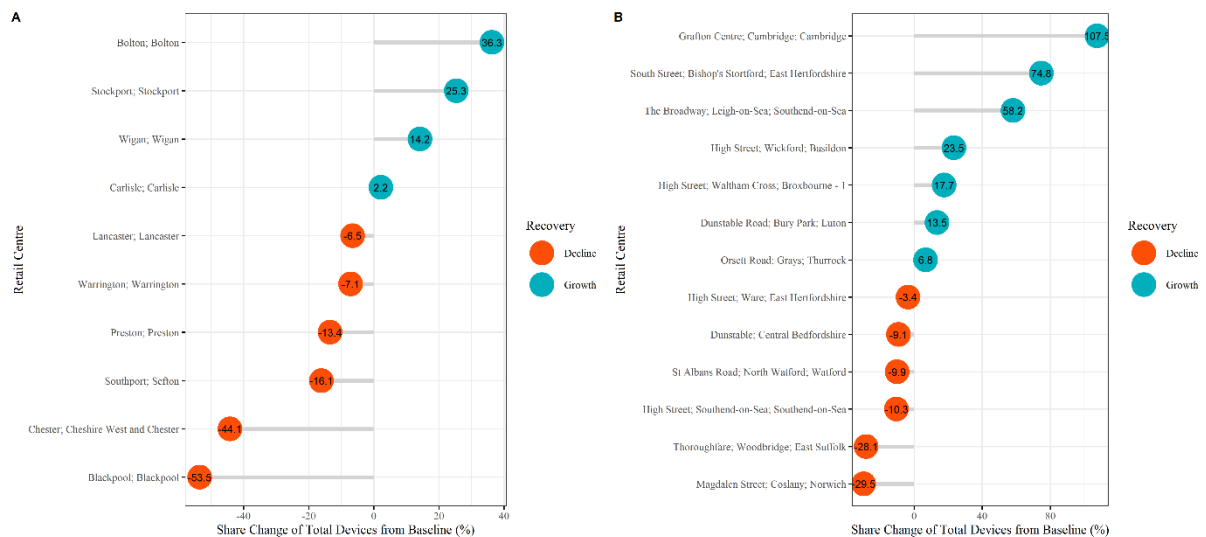 A
Retail Centre
Bolton; Bolton
36.3
Stockport; Stockport
25.3
Wigan; Wigan
14.2
Carlisle; Carlisle
2.2
Lancaster; Lancaster
-6.5
Warrington; Warrington
-7.1
Preston; Preston
-13.4
Southport; Sefton
-16.1
Chester; Cheshire West and Chester
-44.1
Blackpool; Blackpool
-53.5
-40 -20 0 20 40
Share Change of Total Devices from Baseline (%)
Recovery
Decline
Growth
B
Retail Centre
Grafton Centre; Cambridge; Cambridge
107.5
South Street; Bishop's Stortford; East Hertfordshire
74.8
The Broadway; Leigh-on-Sea; Southend-on-Sea
58.2
High Street; Wickford; Basildon
23.5
High Street; Waltham Cross; Broxbourne - 1
17.7
Dunstable Road; Bury Park; Luton
13.5
Orsett Road; Grays; Thurrock
6.8
High Street; Ware; East Hertfordshire
-3.4
Dunstable; Central Bedfordshire
-9.1
St Albans Road; North Watford; Watford
-9.9
High Street; Southend-on-Sea; Southend-on-Sea
-10.3
Thoroughfare; Woodbridge; East Suffolk
-28.1
Magdalen Street; Coslany; Norwich
-29.5
0 40 80
Share Change of Total Devices from Baseline (%)
Recovery
Decline
Growth